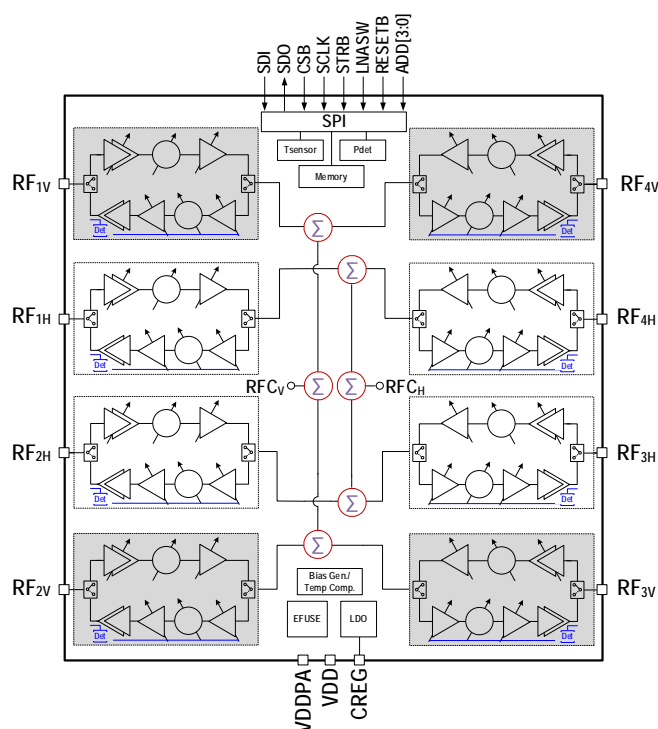 SDI
SDO
CSB
SCLK
STRB
LNASW
RESETB
ADD[3:0]
SPI
Tsensor
Pdet
Memory
RF1V
Det
RF4V
Det
Σ
RF1H
Det
Σ
RF4H
Det
RFCV
Σ
Σ
RFCH
RF2H
Det
Σ
RF3H
Det
RF2V
Det
Σ
RF3V
Det
Bias Gen./
Temp Comp.
EFUSE
LDO
VDDPA
VDD
CREG